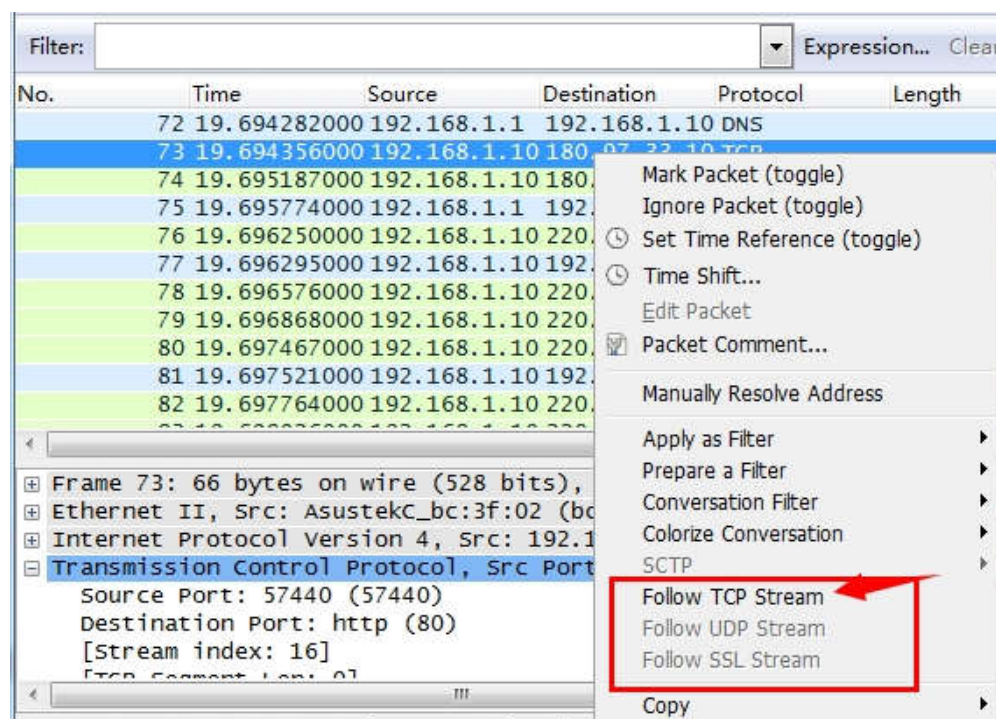 Filter: Expression... Clear
No. Time Source Destination Protocol Length
72 19.694282000 192.168.1.1 192.168.1.10 DNS
73 19.694356000 192.168.1.10 180.97.33.10 TCP
74 19.695187000 192.168.1.10 180.
75 19.695774000 192.168.1.1 192.
76 19.696250000 192.168.1.10 220.
77 19.696295000 192.168.1.10 192.
78 19.696576000 192.168.1.10 220.
79 19.696868000 192.168.1.10 220.
80 19.697467000 192.168.1.10 220.
81 19.697521000 192.168.1.10 192.
82 19.697764000 192.168.1.10 220.
Frame 73: 66 bytes on wire (528 bits),
Ethernet II, Src: AsustekC_bc:3f:02 (bc
Internet Protocol Version 4, Src: 192.1
Transmission Control Protocol, Src Port
Source Port: 57440 (57440)
Destination Port: http (80)
[Stream index: 16]
[TCP Segment Len: 0]
Mark Packet (toggle)
Ignore Packet (toggle)
Set Time Reference (toggle)
Time Shift...
Edit Packet
Packet Comment...
Manually Resolve Address
Apply as Filter
Prepare a Filter
Conversation Filter
Colorize Conversation
SCTP
Follow TCP Stream
Follow UDP Stream
Follow SSL Stream
Copy